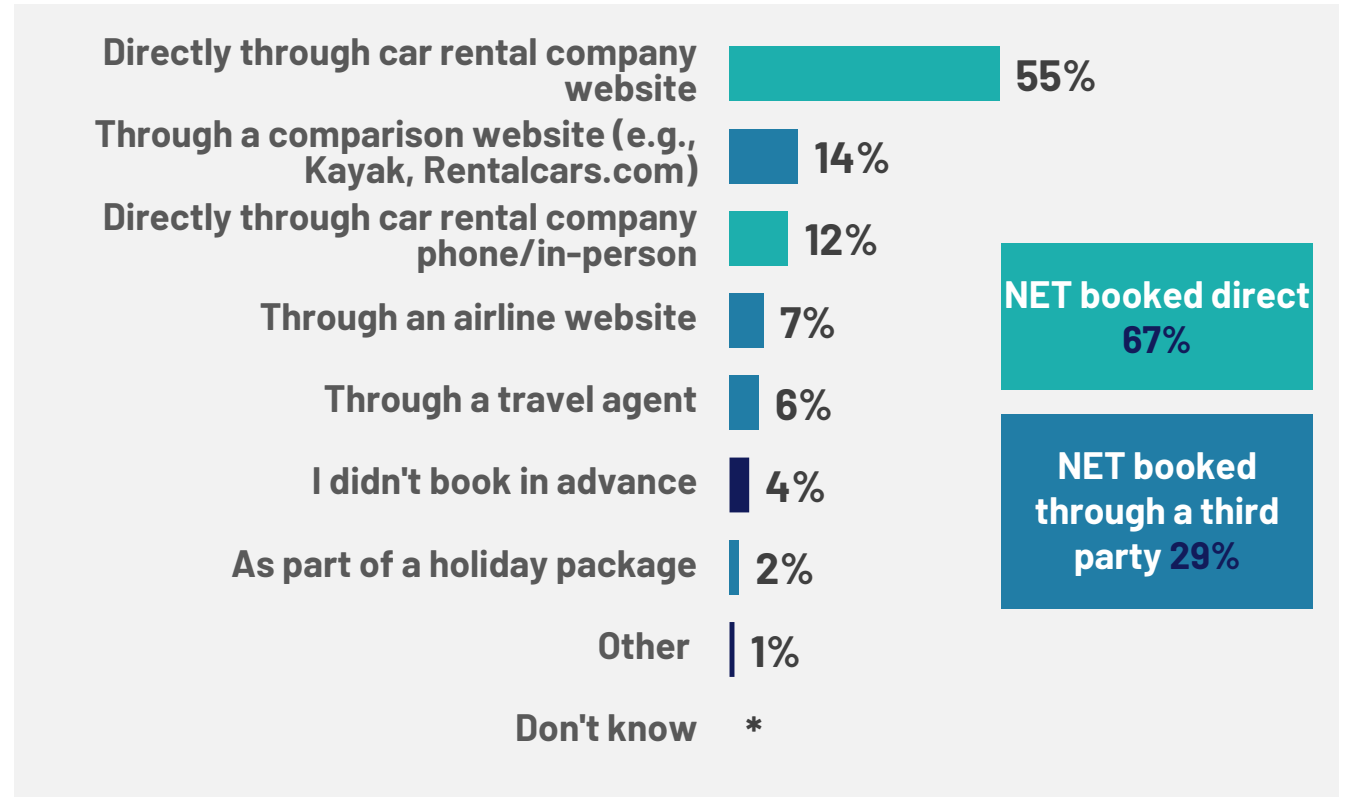 Directly through car rental company
website
55%
Through a comparison website (e.g.,
Kayak, Rentalcars.com)
14%
Directly through car rental company
phone/in-person
12%
Through an airline website
7%
Through a travel agent
6%
I didn't book in advance
4%
As part of a holiday package
2%
Other
1%
Don't know
*
NET booked direct
67%
NET booked
through a third
party 29%